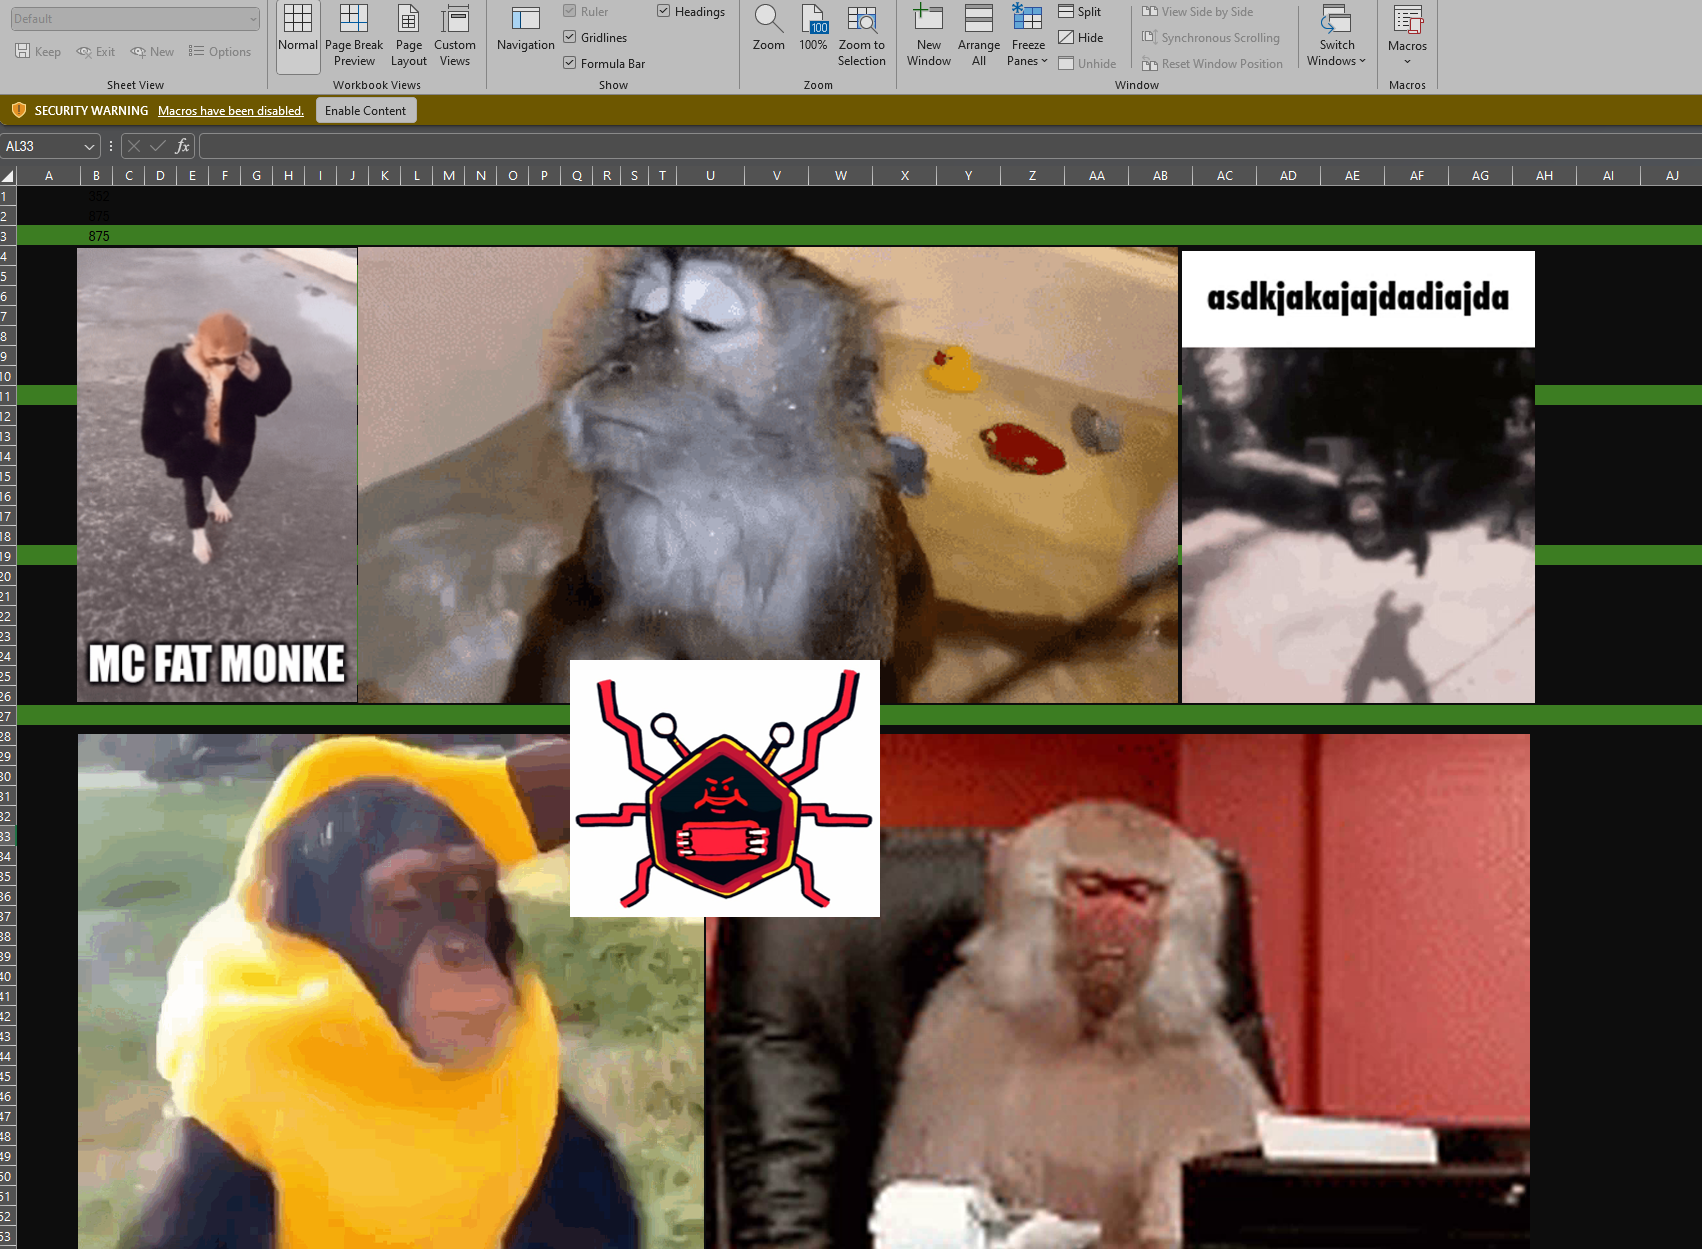 Default
Keep Exit New Options
Sheet View
Normal Page Break Preview Page Layout Custom Views
Workbook Views
Navigation
Ruler
Gridlines
Formula Bar
Headings
Show
Zoom 100 100% Zoom to Selection
Zoom
New Window Arrange All Freeze Panes
Split
Hide
Unhide
View Side by Side
Synchronous Scrolling
Reset Window Position
Switch Windows
Window
Macros
Macros
SECURITY WARNING Macros have been disabled. Enable Content
AL33 fx
A B C D E F G H I J K L M N O P Q R S T U V W X Y Z AA AB AC AD AE AF AG AH AI AJ
1 352
2 875
3 875
4
5
6
7
8
9
10
11
12
13
14
15
16
17
18
19
20
21
22
23
24
25
26
27
28
29
30
31
32
33
34
35
36
37
38
39
40
41
42
43
44
45
46
47
48
49
50
51
52
53
asdkjakajajdadiajda
MC FAT MONKE